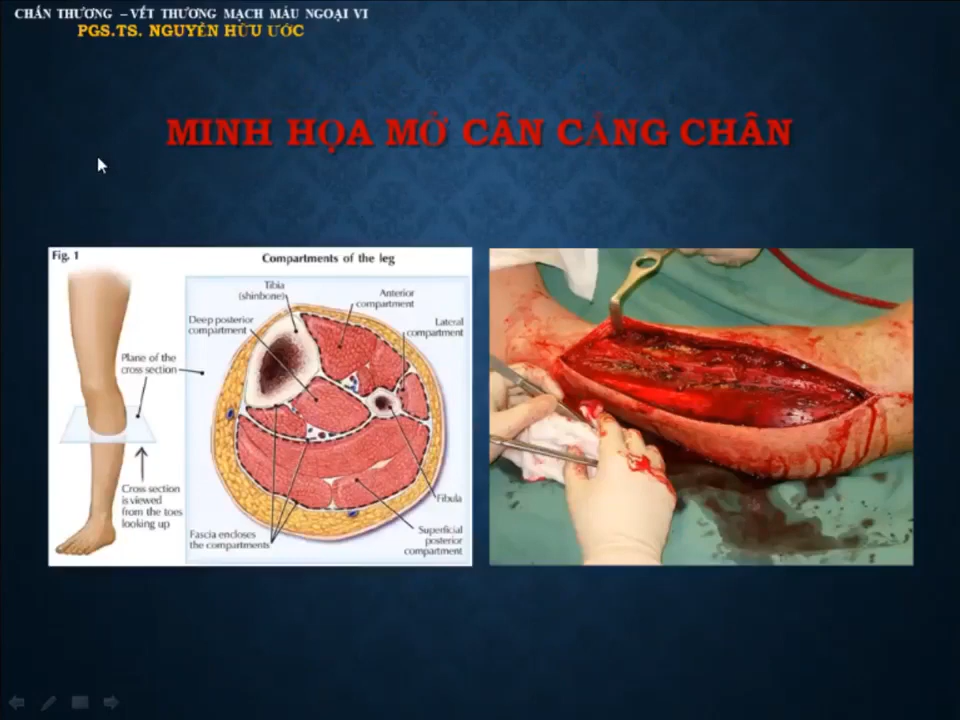 CHẤN THƯƠNG – VẾT THƯƠNG MẠCH MÁU NGOẠI VI
PGS.TS. NGUYỄN HỮU ƯỚC
MINH HỌA MỞ CÂN CẲNG CHÂN
Fig. 1
Compartments of the leg
Tibia
(shinbone)
Anterior
compartment
Deep posterior
compartment
Lateral
compartment
Plane of the
cross section
Cross section
is viewed
from the toes
looking up
Fibula
Fascia encloses
the compartments
Superficial
posterior
compartment